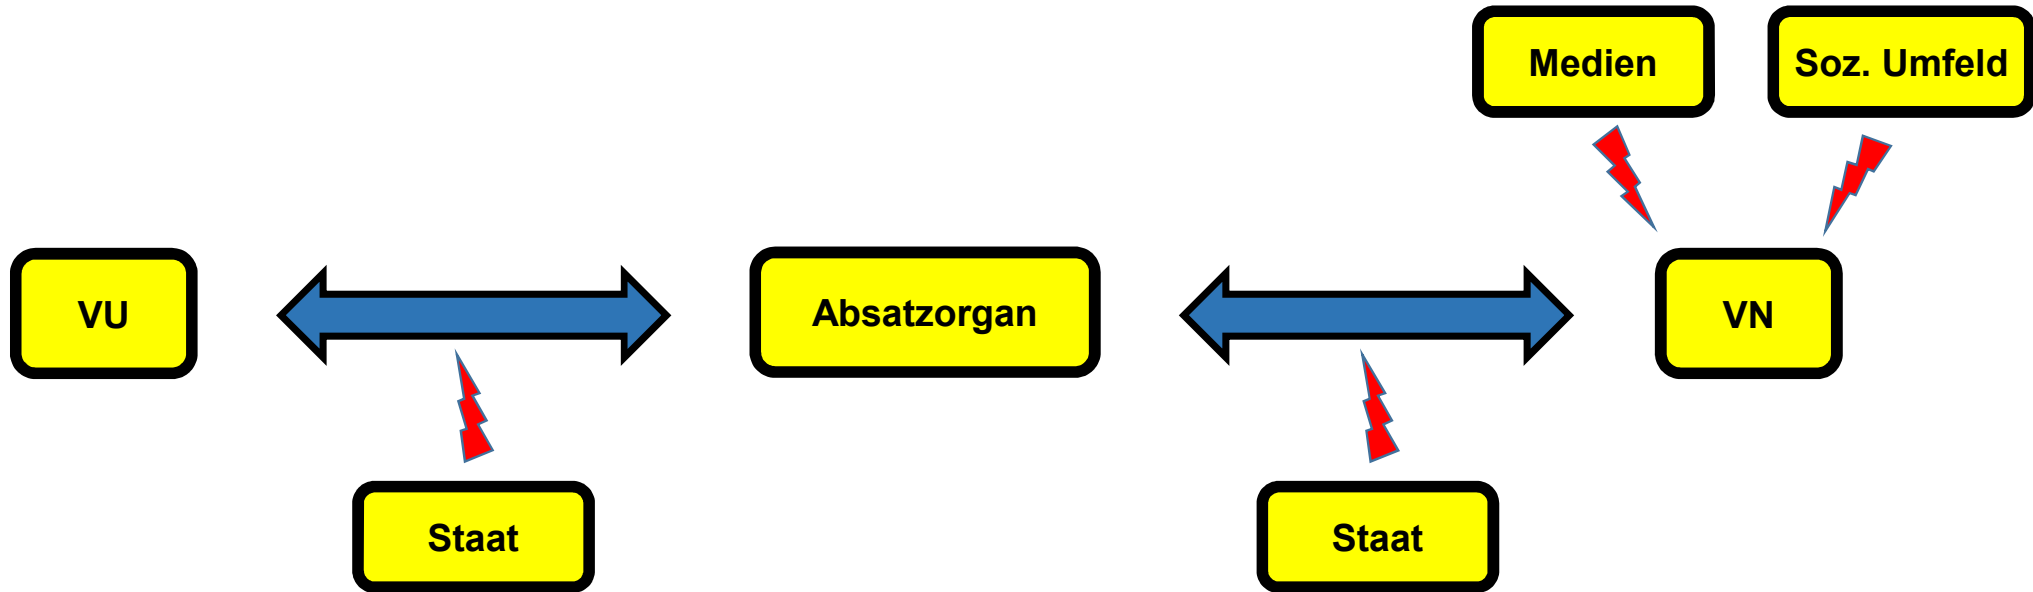 Medien
Soz. Umfeld
VU
Absatzorgan
VN
Staat
Staat